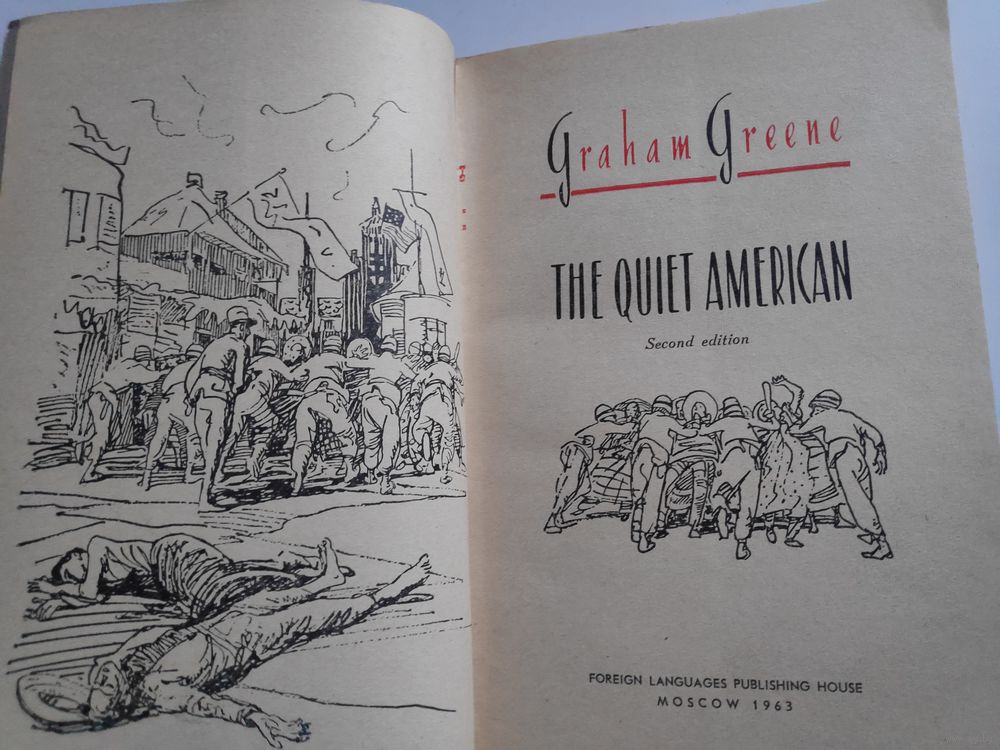 Graham Greene
THE QUIET AMERICAN
Second edition
FOREIGN LANGUAGES PUBLISHING HOUSE
MOSCOW 1963